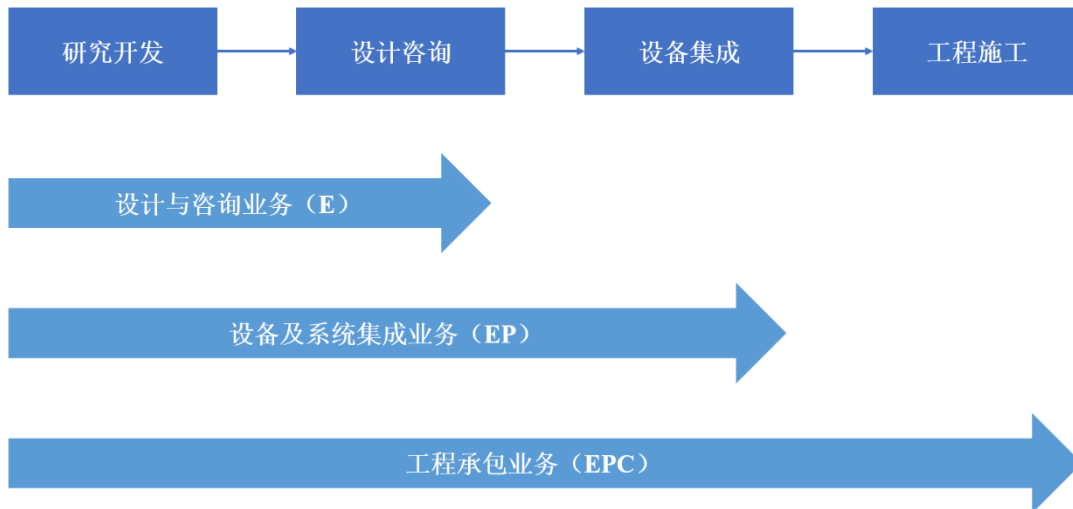 研究开发
设计咨询
设备集成
工程施工
设计与咨询业务（E）
设备及系统集成业务（EP）
工程承包业务（EPC）